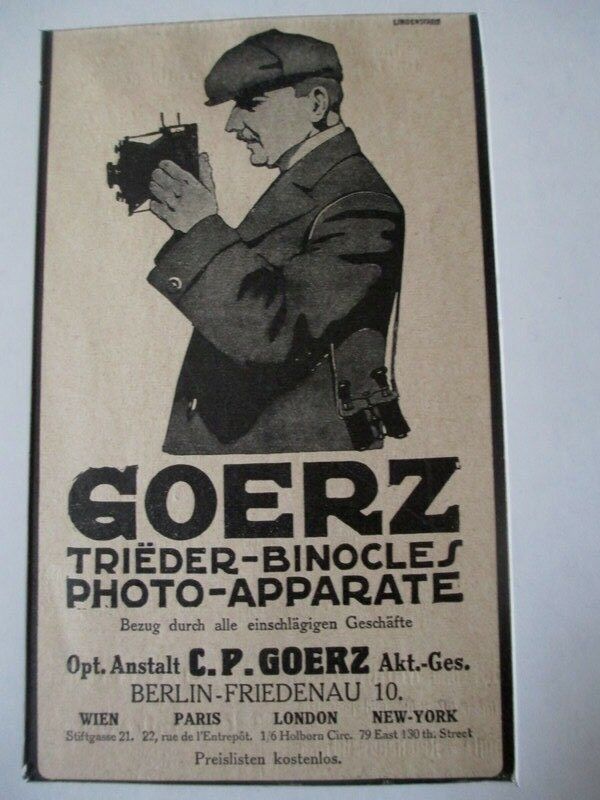 LINDENSTAEDT
GOERZ
TRIËDER-BINOCLES
PHOTO-APPARATE
Bezug durch alle einschlägigen Geschäfte
Opt. Anstalt C.P. GOERZ Akt.-Ges.
BERLIN-FRIEDENAU 10.
WIEN PARIS LONDON NEW-YORK
Stiftgasse 21. 22, rue de l'Entrepôt. 1/6 Holborn Circ. 79 East 130 th. Street
Preislisten kostenlos.